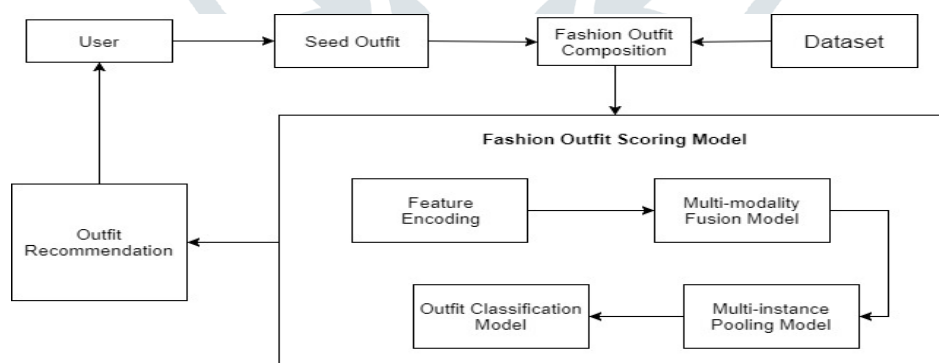 User
Seed Outfit
Fashion Outfit
Composition
Dataset
Fashion Outfit Scoring Model
Feature
Encoding
Multi-modality
Fusion Model
Outfit
Recommendation
Outfit Classification
Model
Multi-instance
Pooling Model